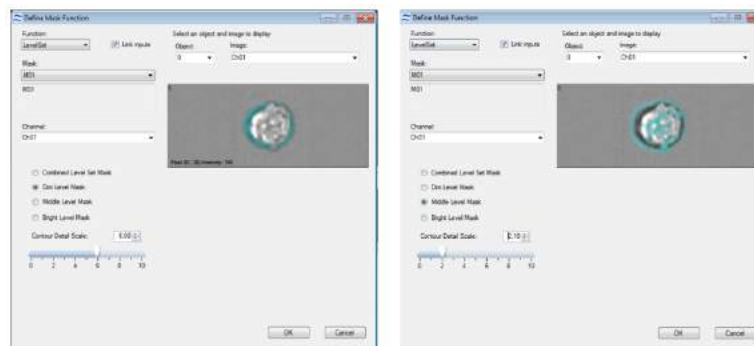 Define Mask Function
Function:
LevelSet
Link inputs
Mask:
M01
M01
Channel:
Ch01
Combined Level Set Mask
Dim Level Mask
Middle Level Mask
Bright Level Mask
Contour Detail Scale:
6.00
0 2 4 6 8 10
Select an object and image to display
Object: Image:
0 Ch01
OK Cancel
Define Mask Function
Function:
LevelSet
Link inputs
Mask:
M01
M01
Channel:
Ch01
Combined Level Set Mask
Dim Level Mask
Middle Level Mask
Bright Level Mask
Contour Detail Scale:
2.10
0 2 4 6 8 10
Select an object and image to display
Object: Image:
0 Ch01
OK Cancel